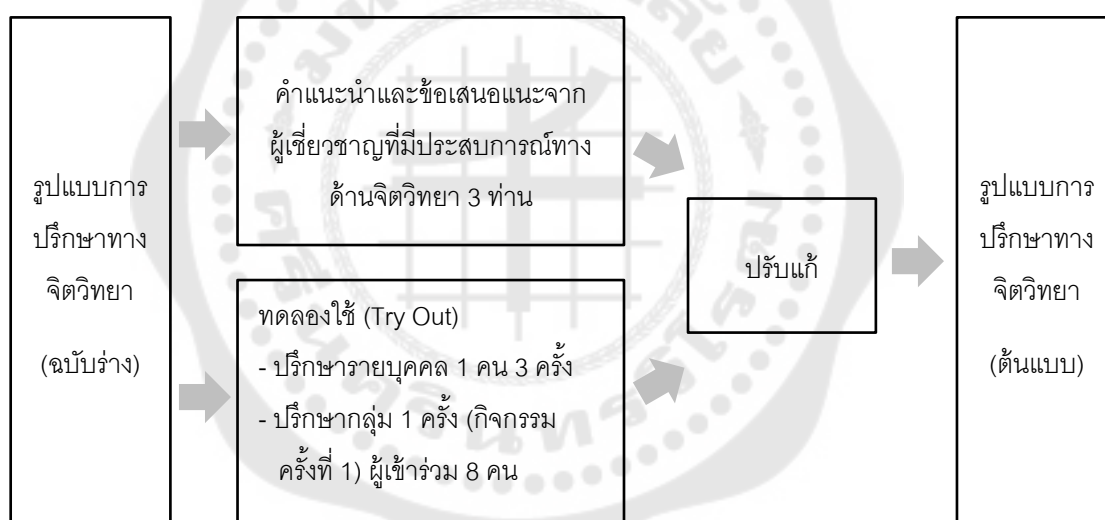 รูปแบบการ
ปรึกษาทาง
จิตวิทยา
(ฉบับร่าง)
คำแนะนำและข้อเสนอแนะจาก
ผู้เชี่ยวชาญที่มีประสบการณ์ทาง
ด้านจิตวิทยา 3 ท่าน
ทดลองใช้ (Try Out)
- ปรึกษารายบุคคล 1 คน 3 ครั้ง
- ปรึกษากลุ่ม 1 ครั้ง (กิจกรรม
ครั้งที่ 1) ผู้เข้าร่วม 8 คน
ปรับแก้
รูปแบบการ
ปรึกษาทาง
จิตวิทยา
(ต้นแบบ)